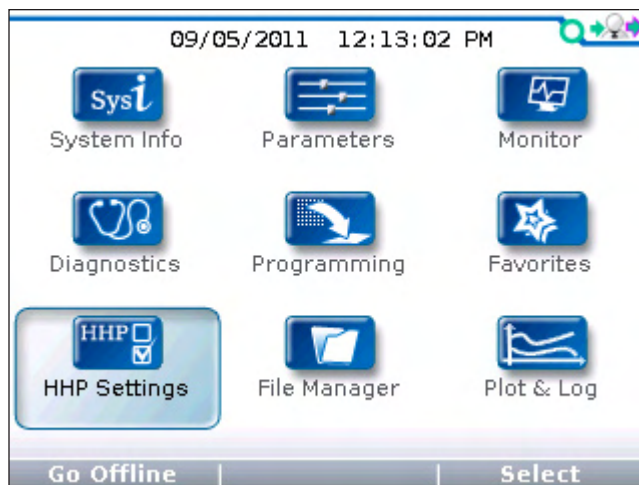 09/05/2011 12:13:02 PM
Sysi
System Info
Parameters
Monitor
Diagnostics
Programming
Favorites
HHP
HHP Settings
File Manager
Plot & Log
Go Offline
Select